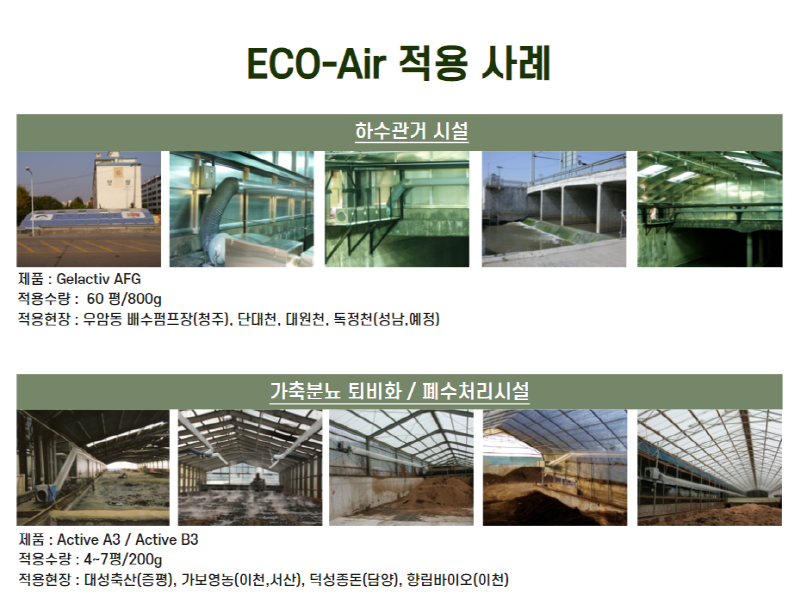 ECO-Air 적용 사례
하수관거 시설
제품 : Gelactiv AFG
적용수량 : 60 평/800g
적용현장 : 우암동 배수펌프장(청주), 단대천, 대원천, 독정천(성남,예정)
가축분뇨 퇴비화 / 폐수처리시설
제품 : Active A3 / Active B3
적용수량 : 4~7평/200g
적용현장 : 대성축산(증평), 가보영농(이천,서산), 덕성종돈(담양), 향림바이오(이천)